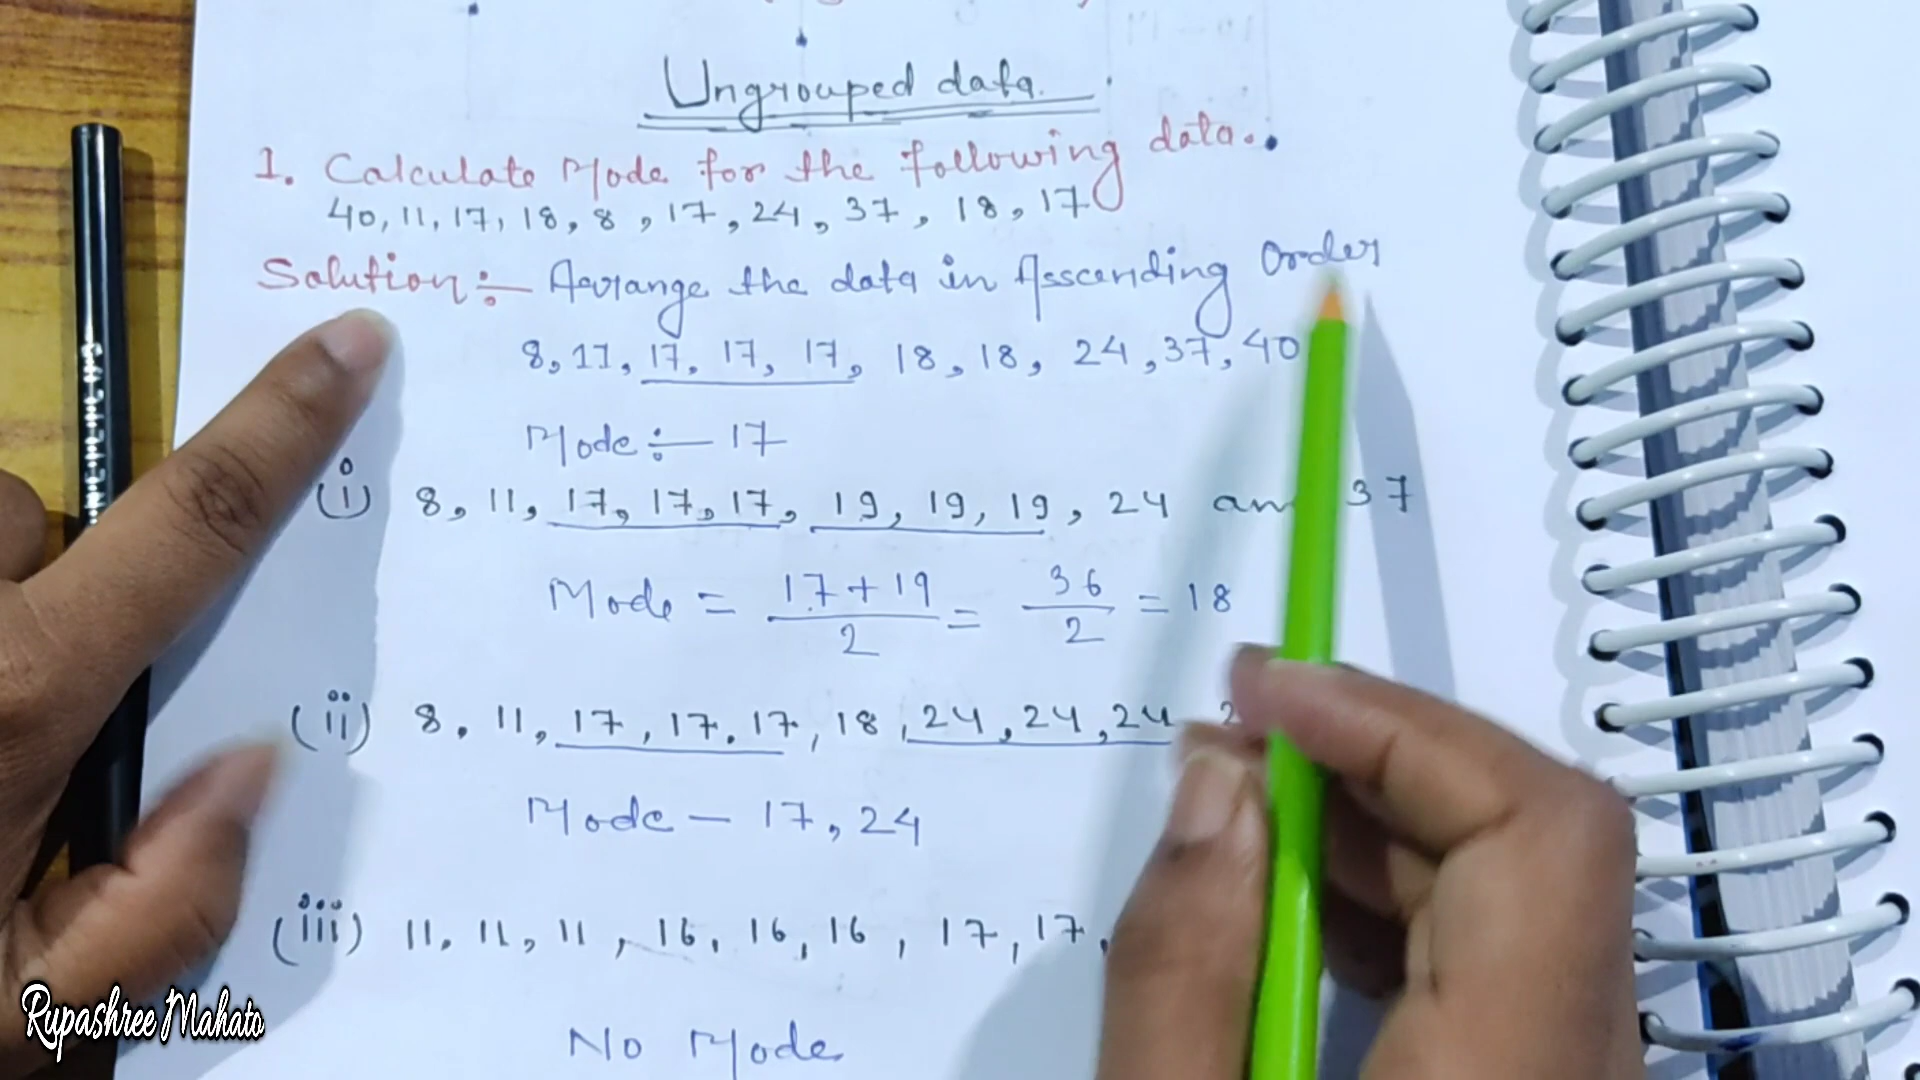 Ungrouped data.
1. Calculate Mode for the following data.
40, 11, 17, 18, 8, 17, 24, 37, 18, 17
Solution :- Arrange the data in Asscending Order
8, 11, 17, 17, 17, 18, 18, 24, 37, 40
Mode :- 17
(i) 8, 11, 17, 17, 17, 19, 19, 19, 24 an 37
Mode = 17 + 19 / 2 = 36 / 2 = 18
(ii) 8, 11, 17, 17, 17, 18, 24, 24, 24, 2
Mode - 17, 24
(iii) 11, 11, 11, 16, 16, 16, 17, 17,
No Mode
Rupashree Mahato